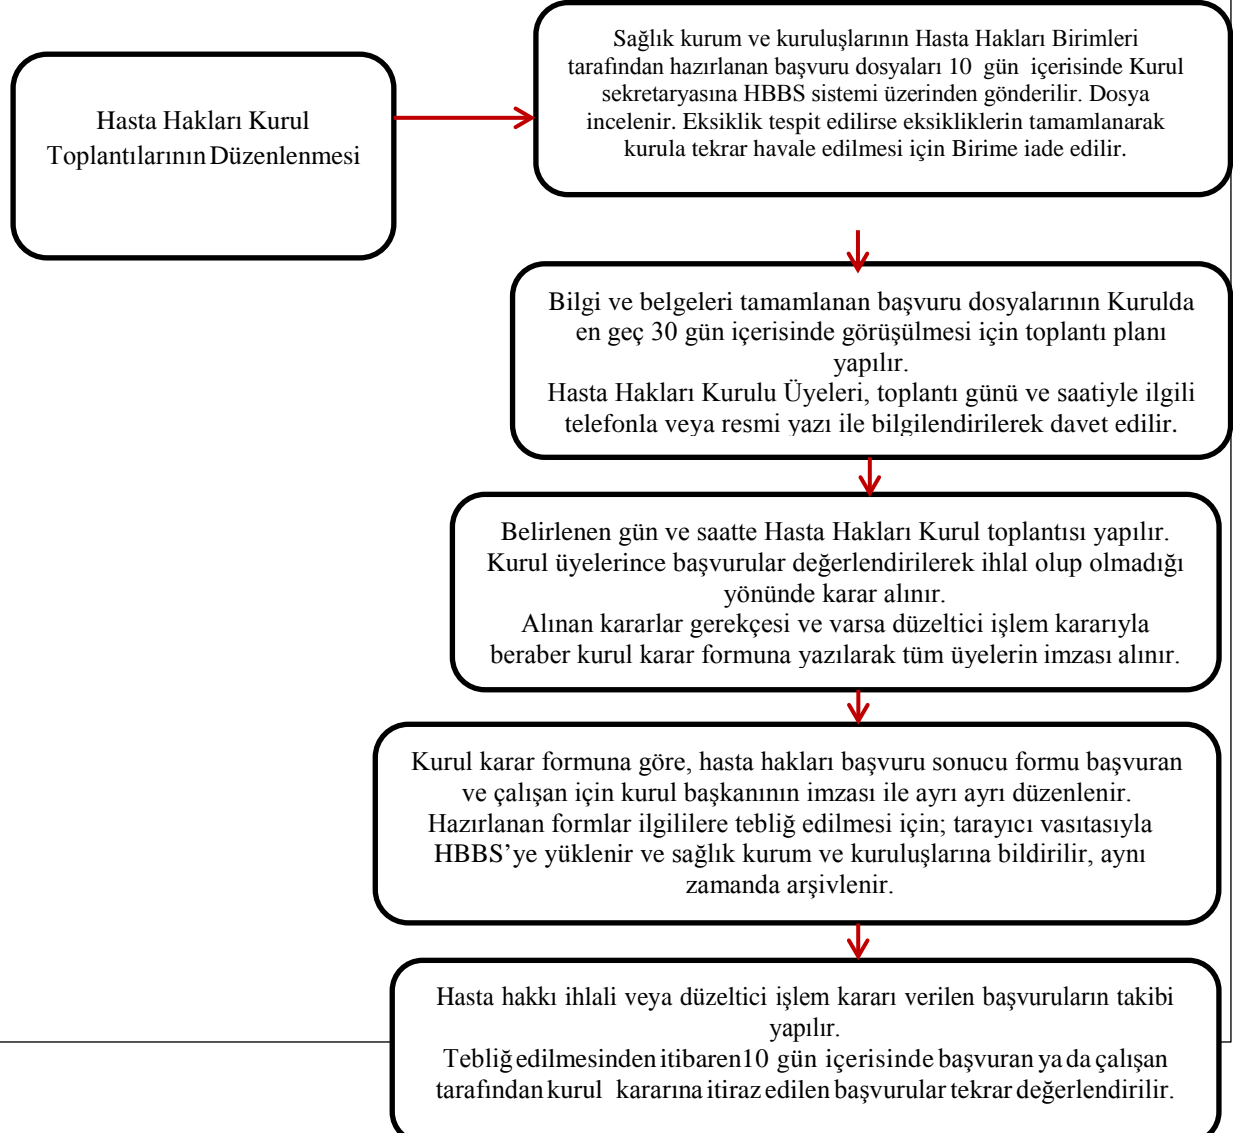 Hasta Hakları Kurul
Toplantılarının Düzenlenmesi
Sağlık kurum ve kuruluşlarının Hasta Hakları Birimleri
tarafından hazırlanan başvuru dosyaları 10 gün içerisinde Kurul
sekretaryasına HBBS sistemi üzerinden gönderilir. Dosya
incelenir. Eksiklik tespit edilirse eksikliklerin tamamlanarak
kurula tekrar havale edilmesi için Birime iade edilir.
Bilgi ve belgeleri tamamlanan başvuru dosyalarının Kurulda
en geç 30 gün içerisinde görüşülmesi için toplantı planı
yapılır.
Hasta Hakları Kurulu Üyeleri, toplantı günü ve saatiyle ilgili
telefonla veya resmi yazı ile bilgilendirilerek davet edilir.
Belirlenen gün ve saatte Hasta Hakları Kurul toplantısı yapılır.
Kurul üyelerince başvurular değerlendirilerek ihlal olup olmadığı
yönünde karar alınır.
Alınan kararlar gerekçesi ve varsa düzeltici işlem kararıyla
beraber kurul karar formuna yazılarak tüm üyelerin imzası alınır.
Kurul karar formuna göre, hasta hakları başvuru sonucu formu başvuran
ve çalışan için kurul başkanının imzası ile ayrı ayrı düzenlenir.
Hazırlanan formlar ilgililere tebliğ edilmesi için; tarayıcı vasıtasıyla
HBBS’ye yüklenir ve sağlık kurum ve kuruluşlarına bildirilir, aynı
zamanda arşivlenir.
Hasta hakkı ihlali veya düzeltici işlem kararı verilen başvuruların takibi
yapılır.
Tebliğ edilmesinden itibaren10 gün içerisinde başvuran ya da çalışan
tarafından kurul kararına itiraz edilen başvurular tekrar değerlendirilir.